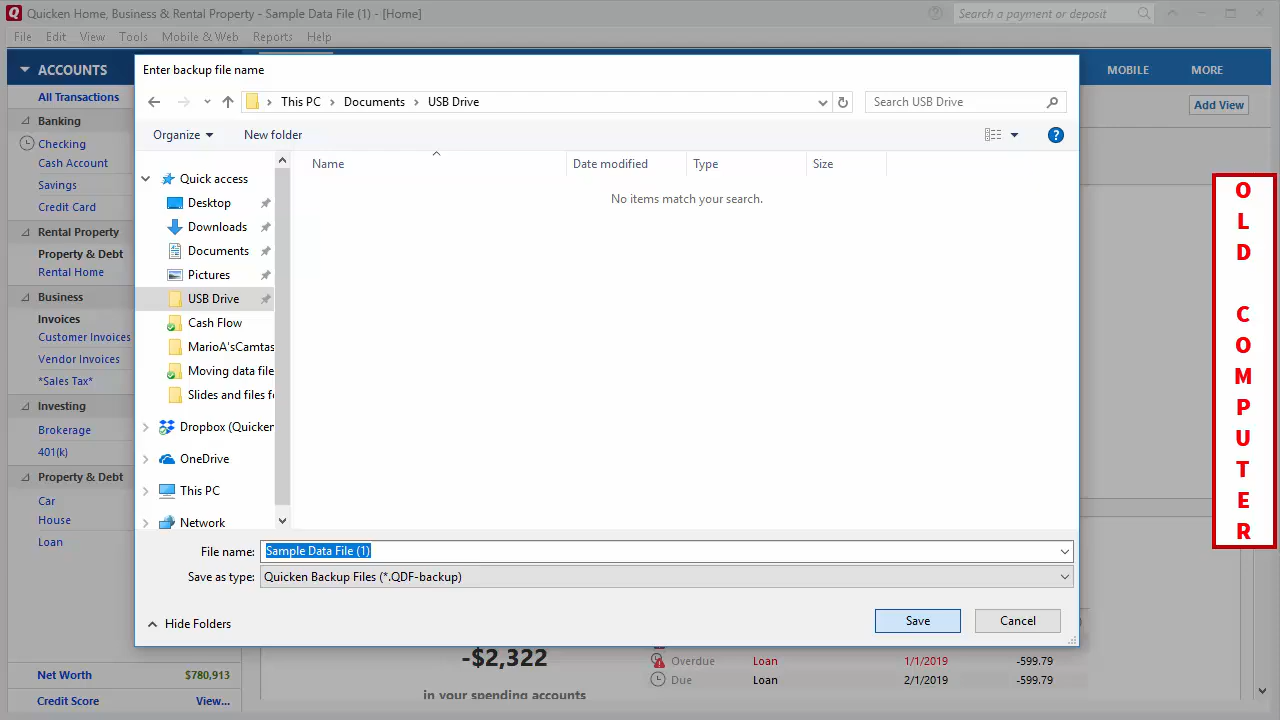 Quicken Home, Business & Rental Property - Sample Data File (1) - [Home]
Search a payment or deposit
File Edit View Tools Mobile & Web Reports Help
ACCOUNTS
MOBILE
MORE
All Transactions
Add View
Banking
Checking
Cash Account
Savings
Credit Card
Rental Property
Property & Debt
Rental Home
Business
Invoices
Customer Invoices
Vendor Invoices
*Sales Tax*
Investing
Brokerage
401(k)
Property & Debt
Car
House
Loan
Net Worth $780,913
Credit Score View...
Enter backup file name
This PC > Documents > USB Drive
Search USB Drive
Organize New folder
Name Date modified Type Size
No items match your search.
Quick access
Desktop
Downloads
Documents
Pictures
USB Drive
Cash Flow
MarioA'sCamtas
Moving data file
Slides and files f
Dropbox (Quicken
OneDrive
This PC
Network
File name: Sample Data File (1)
Save as type: Quicken Backup Files (*.QDF-backup)
Hide Folders
Save
Cancel
-$2,322
in your spending accounts
Overdue Loan 1/1/2019 -599.79
Due Loan 2/1/2019 -599.79
OLD COMPUTER